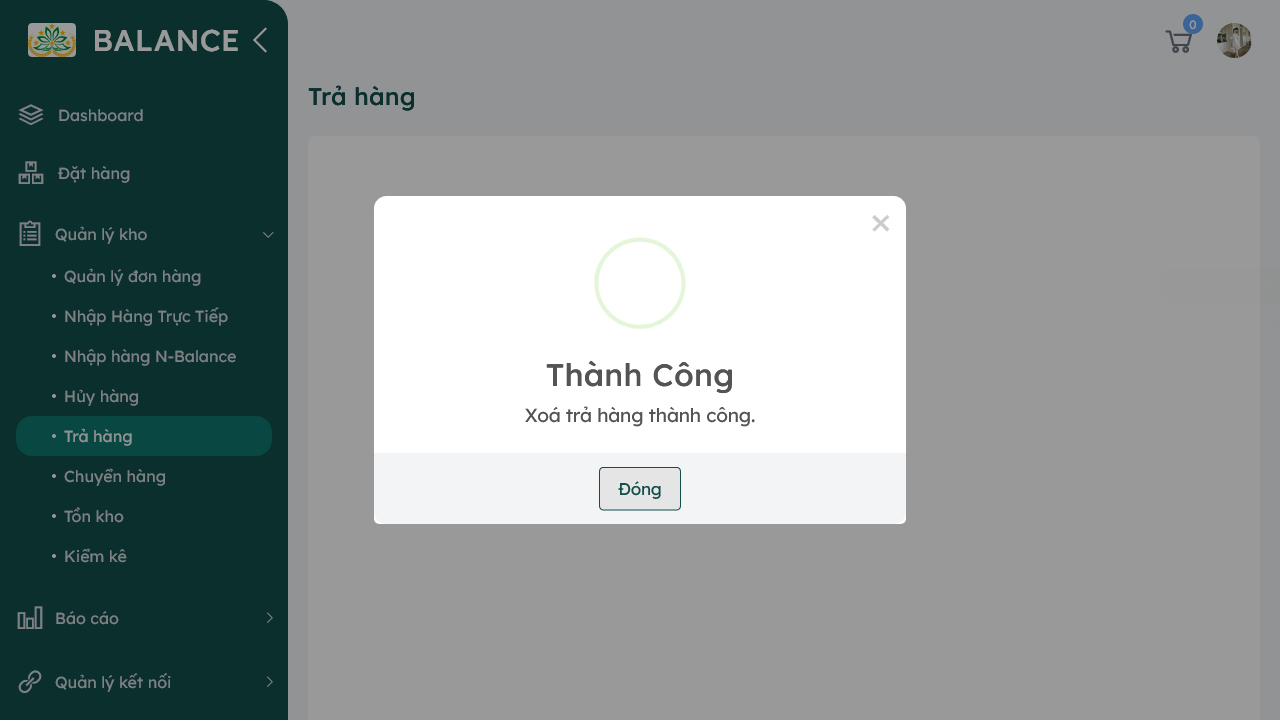 BALANCE
0
Dashboard
Trả hàng
Đặt hàng
Quản lý kho
Quản lý đơn hàng
Nhập Hàng Trực Tiếp
Nhập hàng N-Balance
Hủy hàng
Trả hàng
Chuyển hàng
Tồn kho
Kiểm kê
Báo cáo
Quản lý kết nối
×
Thành Công
Xoá trả hàng thành công.
Đóng